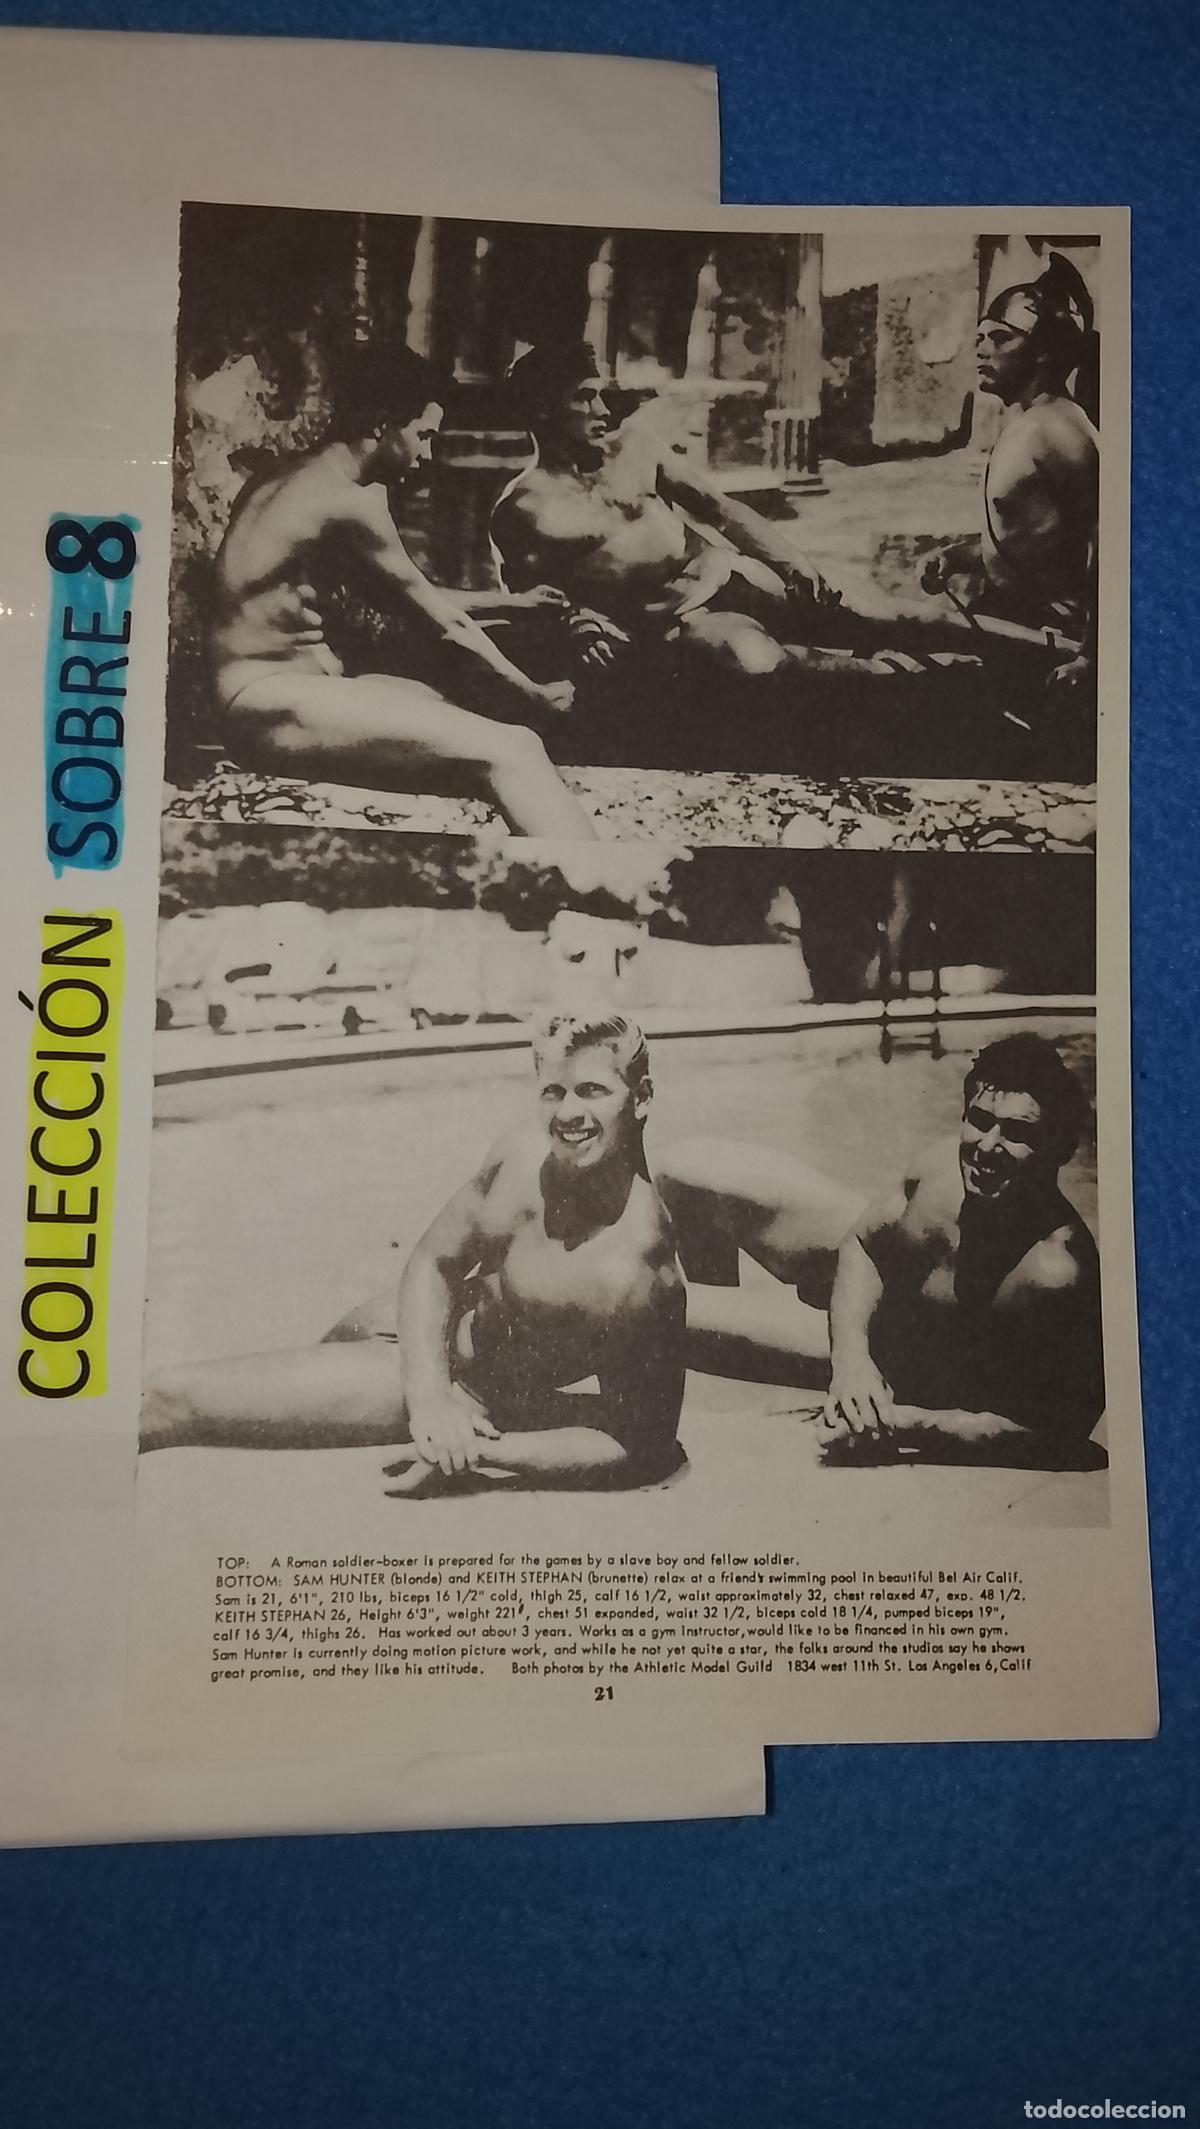 COLECCIÓN SOBRE 8
TOP: A Roman soldier-boxer is prepared for the games by a slave boy and fellow soldier.
BOTTOM: SAM HUNTER (blonde) and KEITH STEPHAN (brunette) relax at a friend's swimming pool in beautiful Bel Air Calif.
Sam is 21, 6'1", 210 lbs, biceps 16 1/2" cold, thigh 25, calf 16 1/2, waist approximately 32, chest relaxed 47, exp. 48 1/2.
KEITH STEPHAN 26, Height 6'3", weight 221#, chest 51 expanded, waist 32 1/2, biceps cold 18 1/4, pumped biceps 19",
calf 16 3/4, thighs 26. Has worked out about 3 years. Works as a gym instructor, would like to be financed in his own gym.
Sam Hunter is currently doing motion picture work, and while he not yet quite a star, the folks around the studios say he shows
great promise, and they like his attitude. Both photos by the Athletic Model Guild 1834 west 11th St. Los Angeles 6, Calif
21
todocoleccion